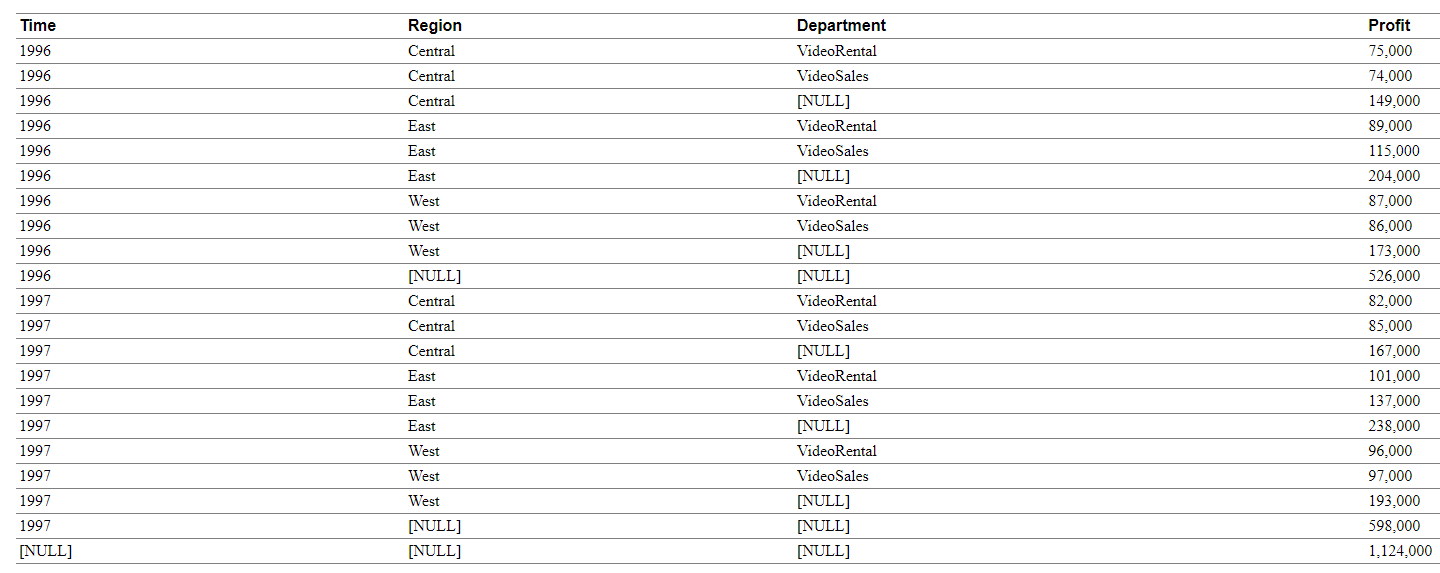 Time Region Department Profit
1996 Central VideoRental 75,000
1996 Central VideoSales 74,000
1996 Central [NULL] 149,000
1996 East VideoRental 89,000
1996 East VideoSales 115,000
1996 East [NULL] 204,000
1996 West VideoRental 87,000
1996 West VideoSales 86,000
1996 West [NULL] 173,000
1996 [NULL] [NULL] 526,000
1997 Central VideoRental 82,000
1997 Central VideoSales 85,000
1997 Central [NULL] 167,000
1997 East VideoRental 101,000
1997 East VideoSales 137,000
1997 East [NULL] 238,000
1997 West VideoRental 96,000
1997 West VideoSales 97,000
1997 West [NULL] 193,000
1997 [NULL] [NULL] 598,000
[NULL] [NULL] [NULL] 1,124,000